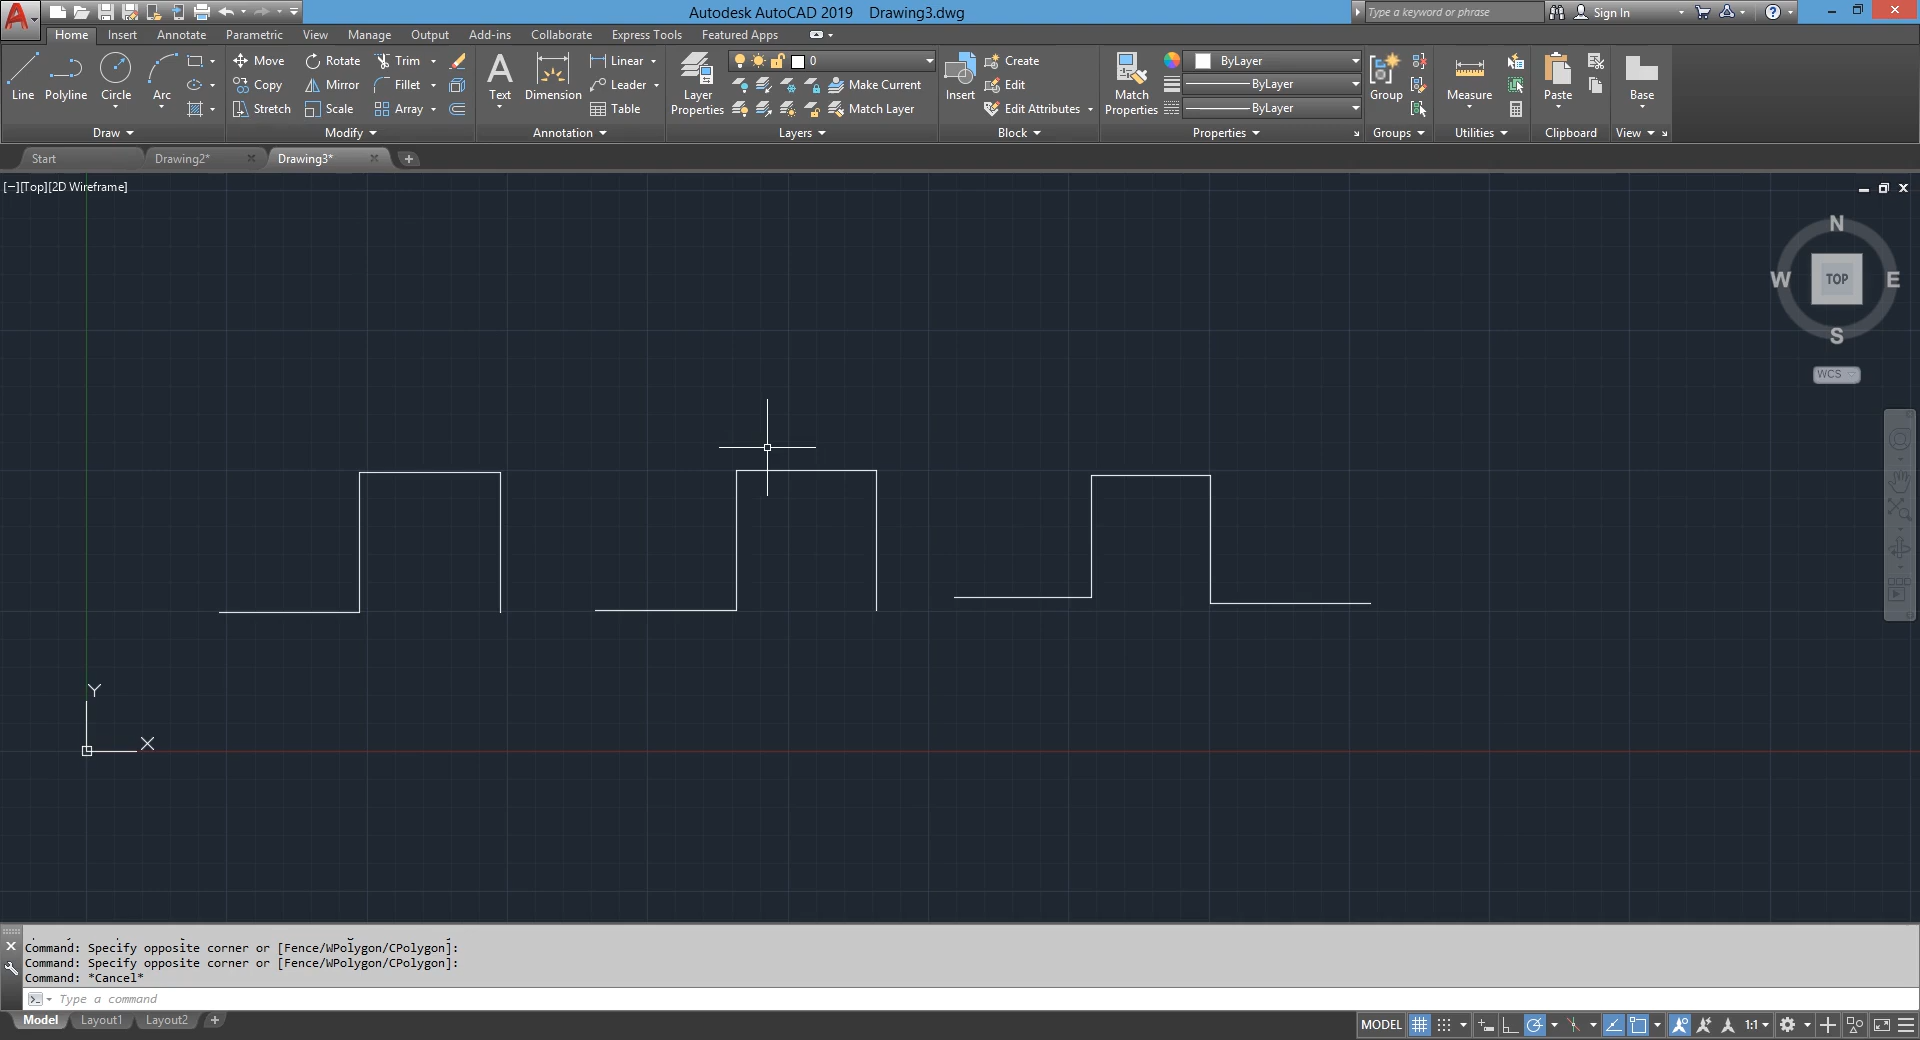 Autodesk AutoCAD 2019 Drawing3.dwg
Type a keyword or phrase
Sign In
Home Insert Annotate Parametric View Manage Output Add-ins Collaborate Express Tools Featured Apps
Line
Polyline
Circle
Arc
Draw
Move
Rotate
Trim
Copy
Mirror
Fillet
Stretch
Scale
Array
Modify
Text
Dimension
Linear
Leader
Table
Annotation
Layer
Properties
0
Make Current
Match Layer
Layers
Insert
Create
Edit
Edit Attributes
Block
Match
Properties
ByLayer
ByLayer
ByLayer
Properties
Group
Groups
Measure
Utilities
Paste
Clipboard
Base
View
Start
Drawing2*
Drawing3*
[−][Top][2D Wireframe]
N
W
TOP
E
S
WCS
Y
X
Command: Specify opposite corner or [Fence/WPolygon/CPolygon]:
Command: Specify opposite corner or [Fence/WPolygon/CPolygon]:
Command: *Cancel*
Type a command
Model
Layout1
Layout2
MODEL
1:1